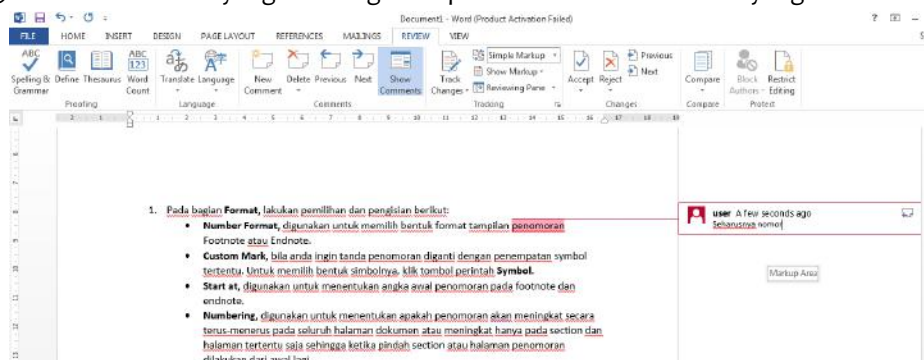 Document1 - Word (Product Activation Failed)
FILE HOME INSERT DESIGN PAGE LAYOUT REFERENCES MAILINGS REVIEW VIEW
ABC ABC 123
Spelling & Grammar Define Thesaurus Word Count Translate Language New Comment Delete Previous Next Show Comments Track Changes Simple Markup Show Markup Reviewing Pane Accept Reject Previous Next Compare Block Authors Restrict Editing
Proofing Language Comments Tracking Changes Compare Protect
1. Pada bagian Format, lakukan pemilihan dan pengisian berikut:
• Number Format, digunakan untuk memilih bentuk format tampilan penomoran
Footnote atau Endnote.
• Custom Mark, bila anda ingin tanda penomoran diganti dengan penempatan symbol
tertentu. Untuk memilih bentuk simbolnya, klik tombol perintah Symbol.
• Start at, digunakan untuk menentukan angka awal penomoran pada footnote dan
endnote.
• Numbering, digunakan untuk menentukan apakah penomoran akan meningkat secara
terus-menerus pada seluruh halaman dokumen atau meningkat hanya pada section dan
halaman tertentu saja sehingga ketika pindah section atau halaman penomoran
dilakukan dari awal lagi.
user A few seconds ago
Seharusnya nomor
Markup Area